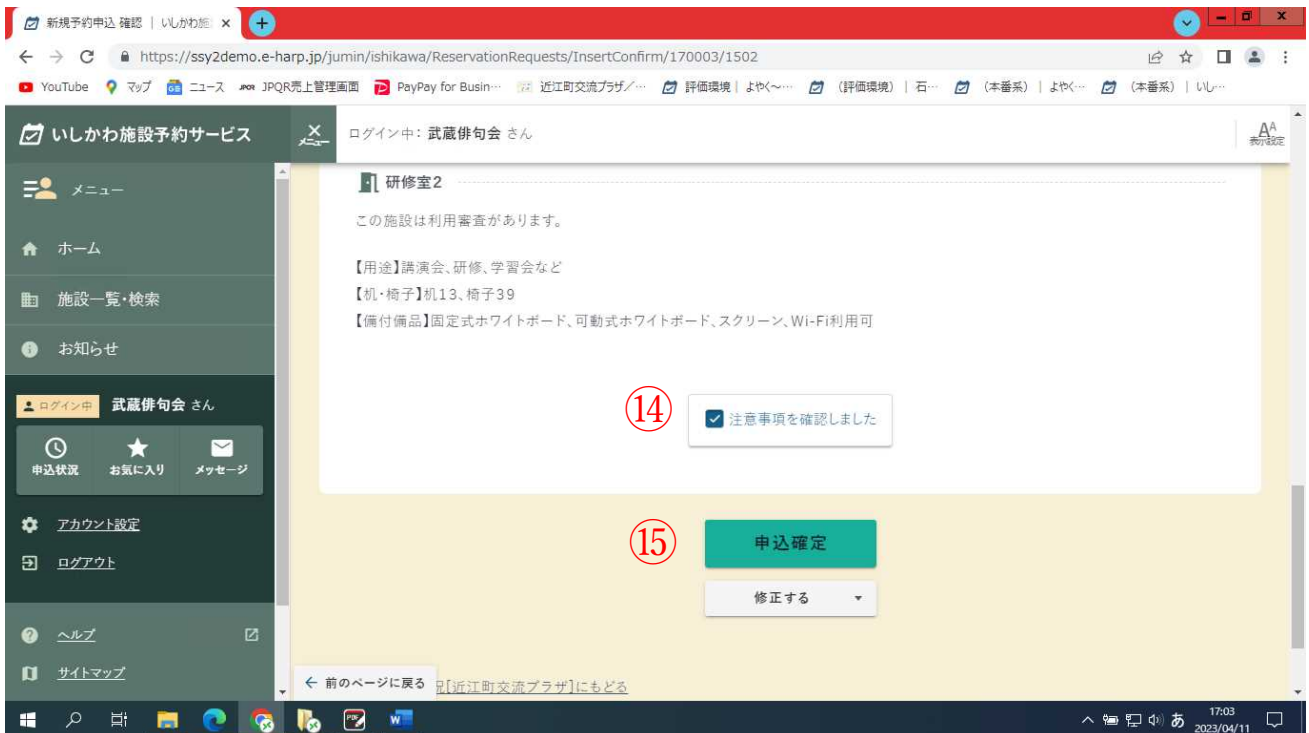 新規予約申込 確認 | いしかわ施
https://ssy2demo.e-harp.jp/jumin/ishikawa/ReservationRequests/InsertConfirm/170003/1502
YouTube マップ ニュース JPQR売上管理画面 PayPay for Busin… 近江町交流プラザ/… 評価環境 | よやく～… (評価環境) | 石… (本番系) | よやく… (本番系) | いし…
いしかわ施設予約サービス
メニュー
ログイン中: 武蔵俳句会 さん
表示設定
メニュー
ホーム
施設一覧・検索
お知らせ
ログイン中 武蔵俳句会 さん
申込状況 お気に入り メッセージ
アカウント設定
ログアウト
ヘルプ
サイトマップ
研修室2
この施設は利用審査があります。
【用途】講演会、研修、学習会など
【机・椅子】机13、椅子39
【備付備品】固定式ホワイトボード、可動式ホワイトボード、スクリーン、Wi-Fi利用可
⑭ 注意事項を確認しました
⑮ 申込確定
修正する
前のページに戻る
[近江町交流プラザ]にもどる
あ
17:03
2023/04/11